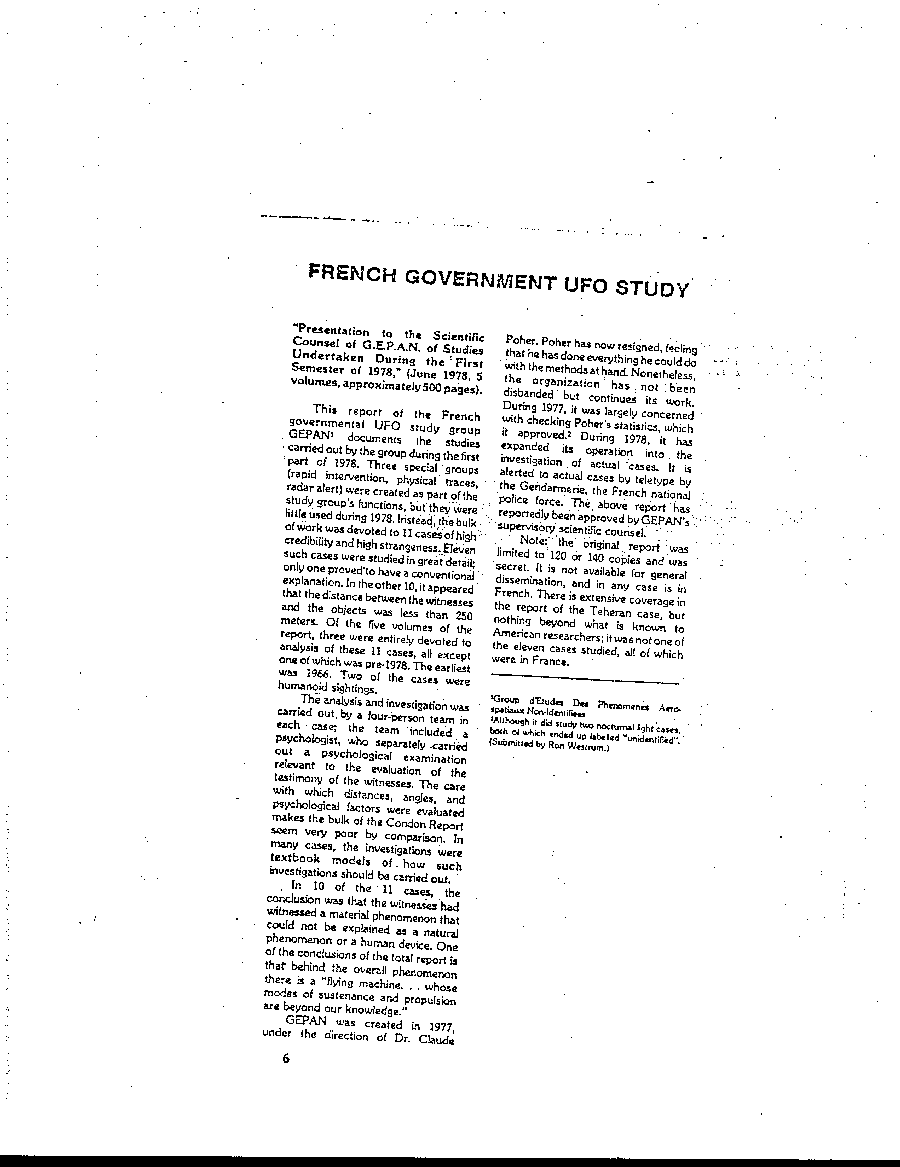 FRENCH GOVERNMENT UFO STUDY
"Presentation to the Scientific
Counsel of G.E.P.A.N. of Studies
Undertaken During the First
Semester of 1978," (June 1978, 5
volumes, approximately 500 pages).
This report of the French
governmental UFO study group
GEPAN¹ documents the studies
carried out by the group during the first
part of 1978. Three special groups
(rapid intervention, physical traces,
radar alert) were created as part of the
study group's functions, but they were
little used during 1978. Instead, the bulk
of work was devoted to 11 cases of high
credibility and high strangeness. Eleven
such cases were studied in great detail;
only one proved to have a conventional
explanation. In the other 10, it appeared
that the distance between the witnesses
and the objects was less than 250
meters. Of the five volumes of the
report, three were entirely devoted to
analysis of these 11 cases, all except
one of which was pre-1978. The earliest
was 1966. Two of the cases were
humanoid sightings.
The analysis and investigation was
carried out by a four-person team in
each case; the team included a
psychologist, who separately carried
out a psychological examination
relevant to the evaluation of the
testimony of the witnesses. The care
with which distances, angles, and
psychological factors were evaluated
makes the bulk of the Condon Report
seem very poor by comparison. In
many cases, the investigations were
textbook models of how such
investigations should be carried out.
In 10 of the 11 cases, the
conclusion was that the witnesses had
witnessed a material phenomenon that
could not be explained as a natural
phenomenon or a human device. One
of the conclusions of the total report is
that behind the overall phenomenon
there is a "flying machine. . . whose
modes of sustenance and propulsion
are beyond our knowledge."
GEPAN was created in 1977,
under the direction of Dr. Claude
6
Poher. Poher has now resigned, feeling
that he has done everything he could do
with the methods at hand. Nonetheless,
the organization has not been
disbanded but continues its work.
During 1977, it was largely concerned
with checking Poher's statistics, which
it approved.² During 1978, it has
expanded its operation into the
investigation of actual cases. It is
alerted to actual cases by teletype by
the Gendarmerie, the French national
police force. The above report has
reportedly been approved by GEPAN's
supervisory scientific counsel.
Note: the original report was
limited to 120 or 140 copies and was
secret. It is not available for general
dissemination, and in any case is in
French. There is extensive coverage in
the report of the Teheran case, but
nothing beyond what is known to
American researchers; it was not one of
the eleven cases studied, all of which
were in France.
¹Group d'Etudes Des Phenomenes Aero-
spatiaux Non-Identifiees
²Although it did study two nocturnal light cases,
both of which ended up labeled "unidentified".
(Submitted by Ron Westrum.)